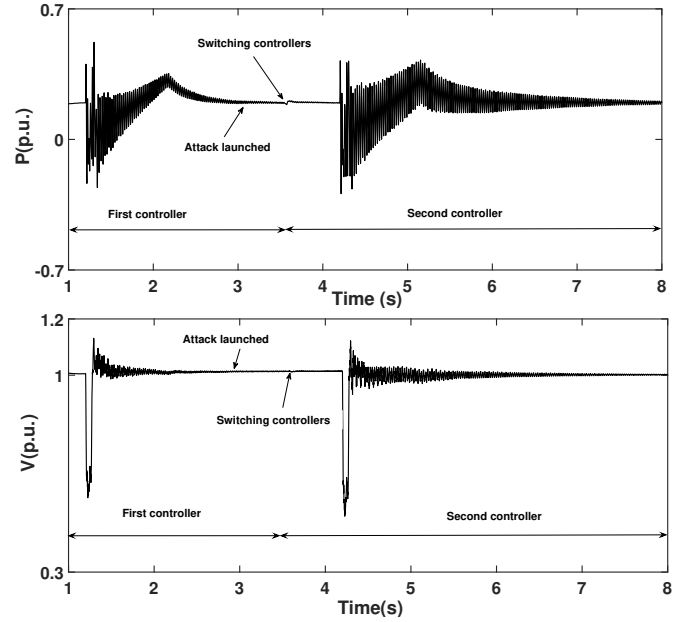 0.7
Switching controllers
P(p.u.)
0
Attack launched
First controller
Second controller
-0.7
1 2 3 4 5 6 7 8
Time (s)
1.2
Attack launched
1
Switching controllers
V(p.u.)
First controller
Second controller
0.3
1 2 3 4 5 6 7 8
Time(s)